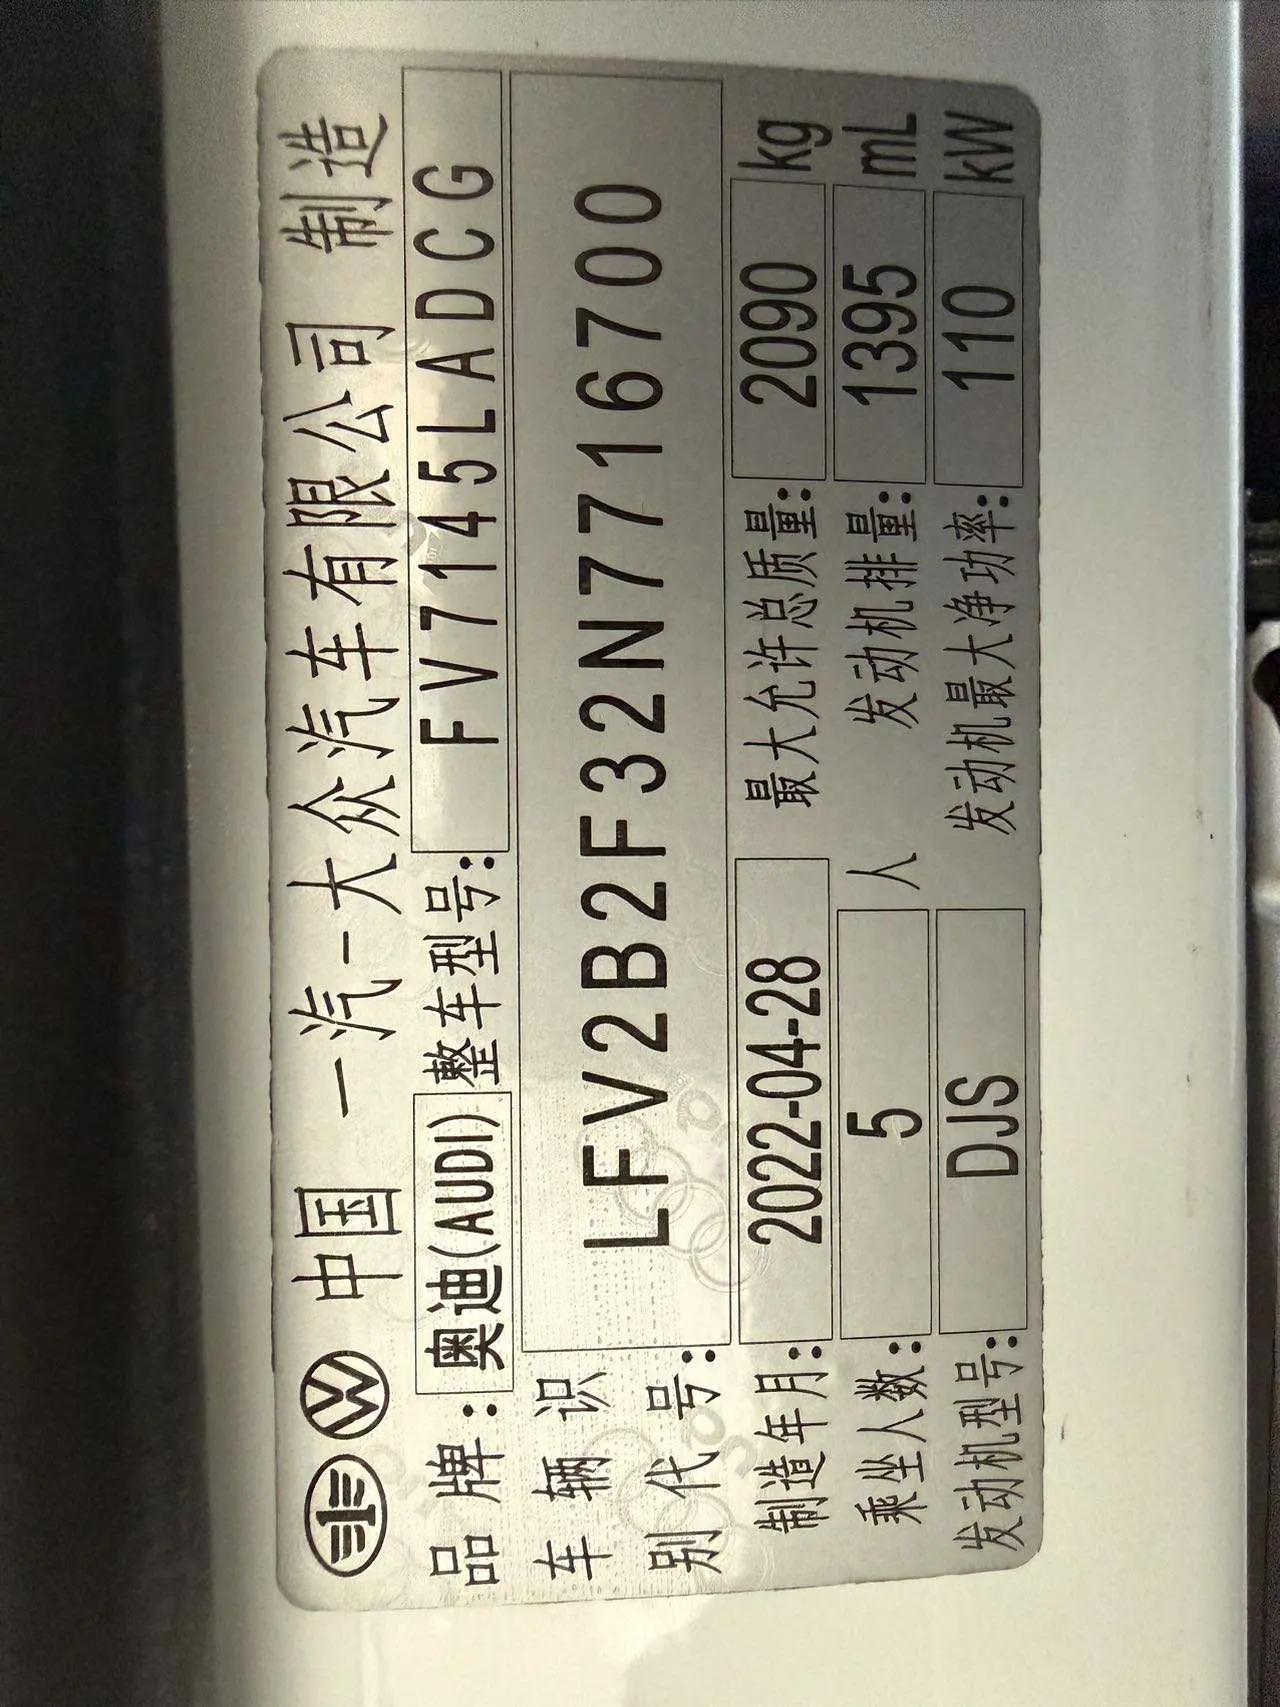 中国 一汽-大众汽车有限公司 制造
品牌: 奥迪(AUDI) 整车型号: FV7145LADCG
车辆识别代号: LFV2B2F32N7716700
制造年月: 2022-04-28 最大允许总质量: 2090 kg
乘坐人数: 5 人 发动机排量: 1395 mL
发动机型号: DJS 发动机最大净功率: 110 kW